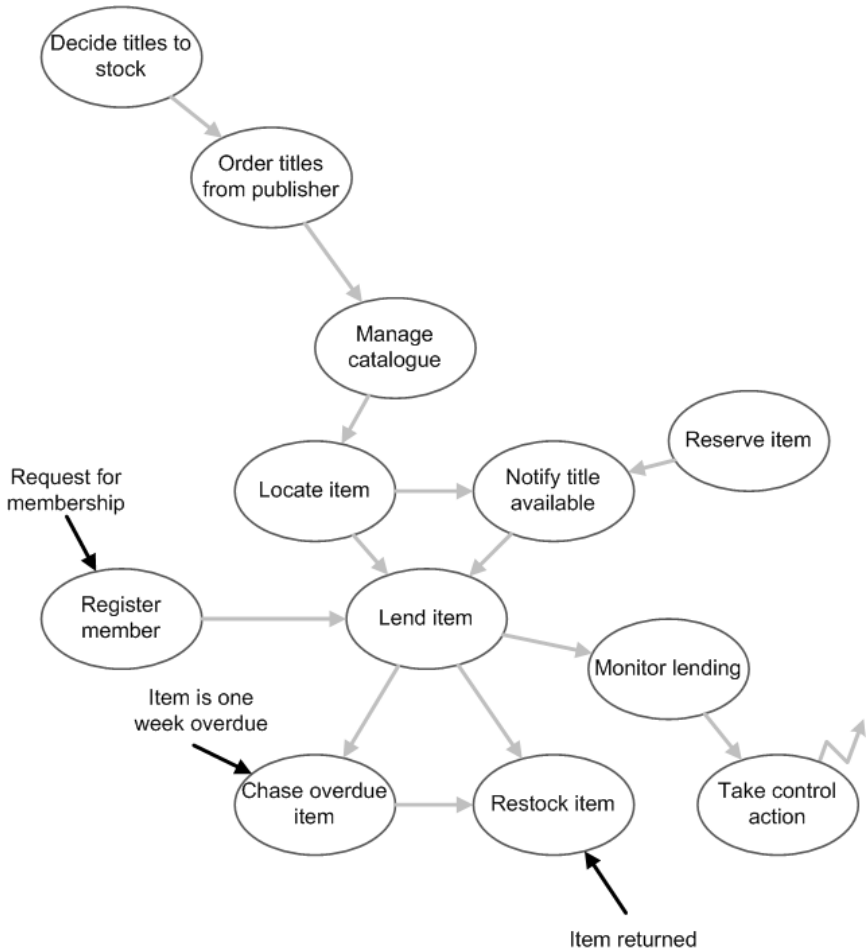 Decide titles to
stock
Order titles
from publisher
Manage
catalogue
Reserve item
Locate item
Notify title
available
Request for
membership
Register
member
Lend item
Monitor lending
Item is one
week overdue
Chase overdue
item
Restock item
Take control
action
Item returned